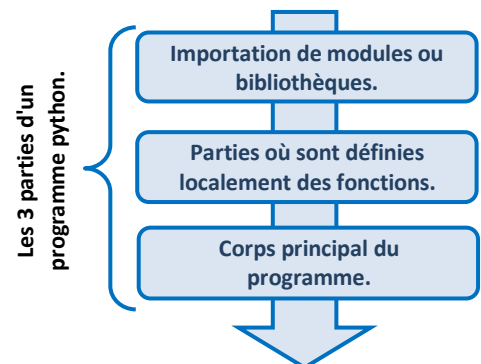 Les 3 parties d'un
programme python.
Importation de modules ou
bibliothèques.
Parties où sont définies
localement des fonctions.
Corps principal du
programme.